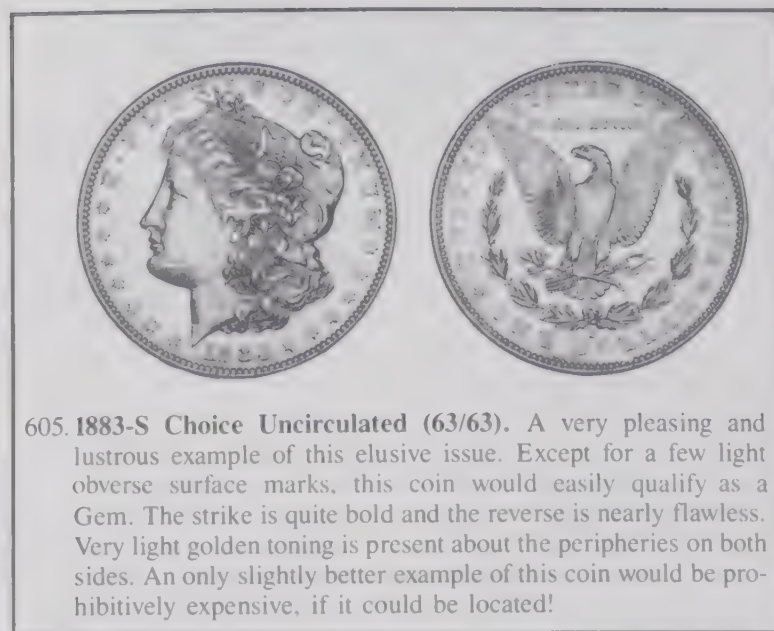 605. 1883-S Choice Uncirculated (63/63). A very pleasing and
lustrous example of this elusive issue. Except for a few light
obverse surface marks, this coin would easily qualify as a
Gem. The strike is quite bold and the reverse is nearly flawless.
Very light golden toning is present about the peripheries on both
sides. An only slightly better example of this coin would be pro-
hibitively expensive, if it could be located!